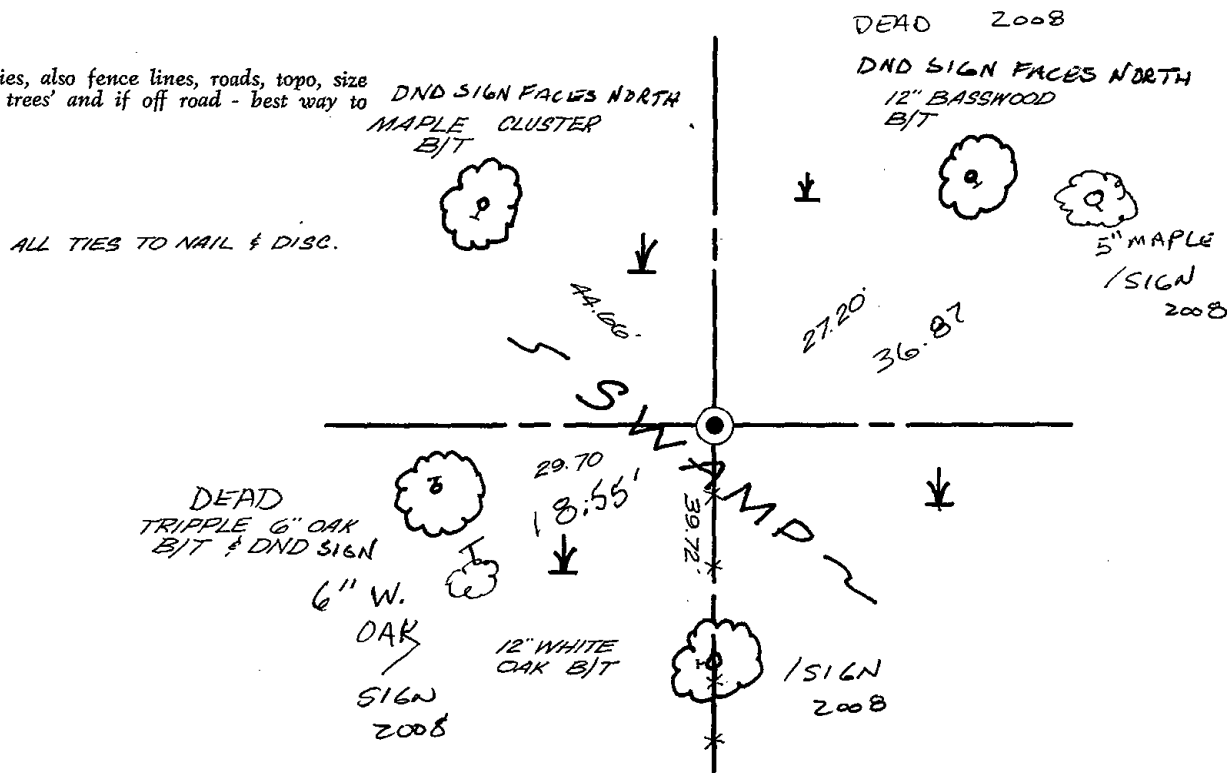 DEAD 2008
ies, also fence lines, roads, topo, size
trees' and if off road - best way to
DND SIGN FACES NORTH
MAPLE CLUSTER
B/T
DND SIGN FACES NORTH
12" BASSWOOD
B/T
ALL TIES TO NAIL & DISC.
5" MAPLE
/SIGN
2008
44.66'
27.20'
36.87
SWAMP
29.70
18.55'
39.72'
DEAD
TRIPPLE 6" OAK
B/T & DND SIGN
6" W.
OAK
SIGN
2008
12" WHITE
OAK B/T
/SIGN
2008